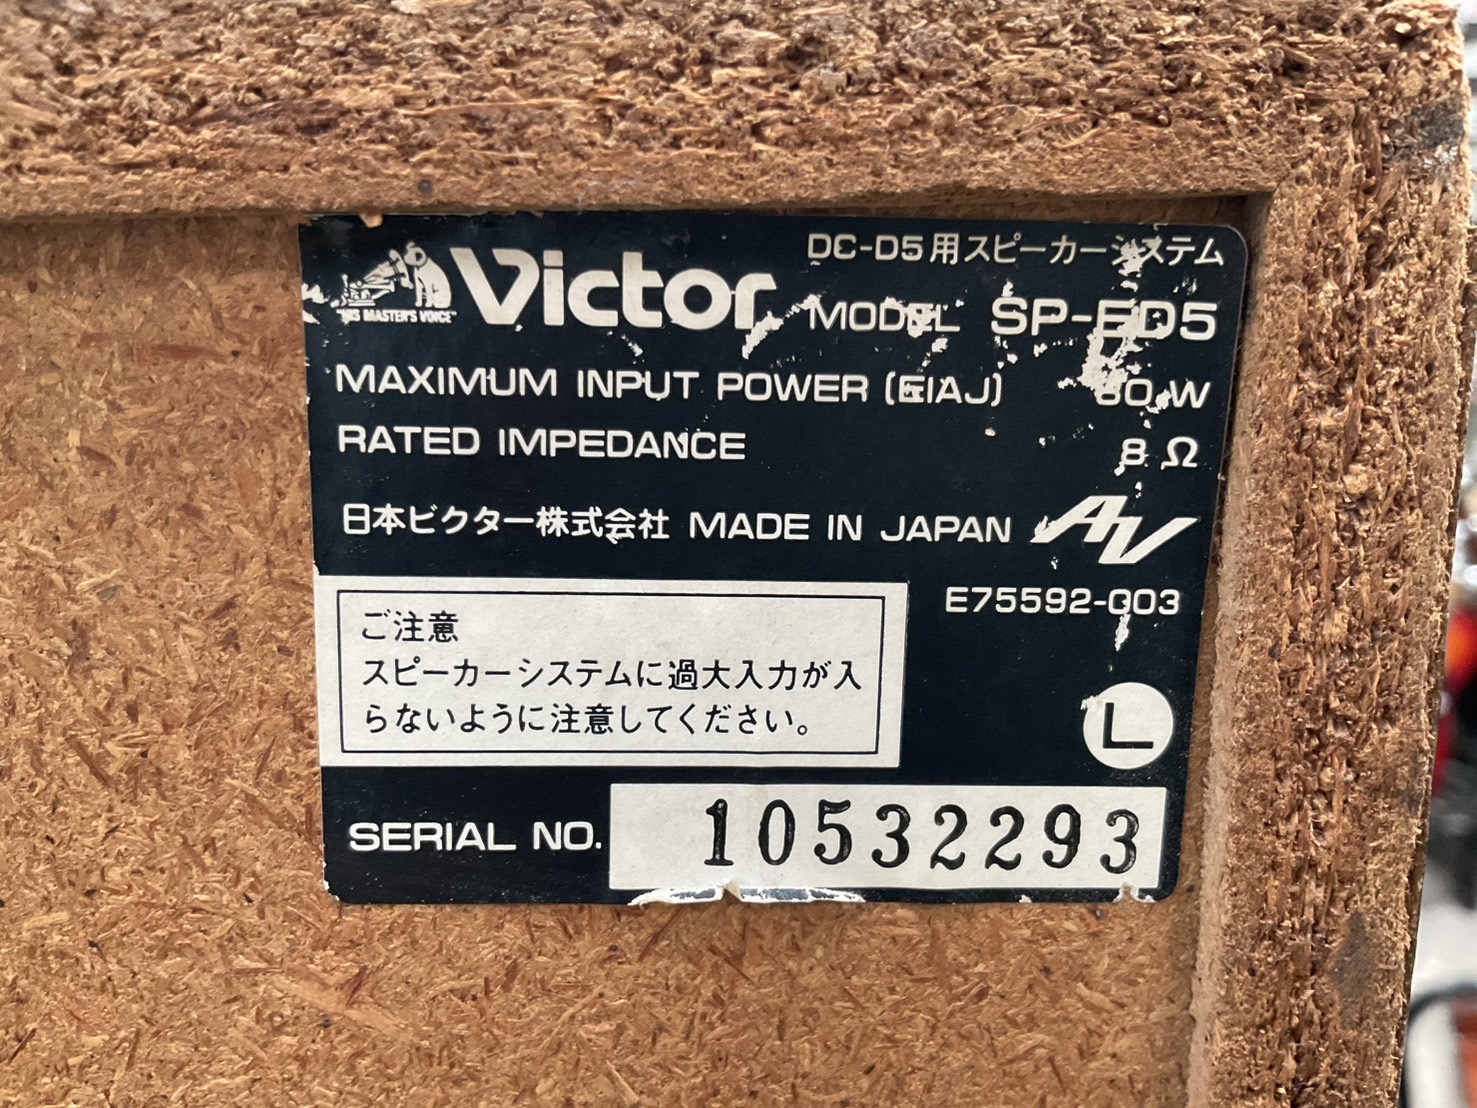 DC-D5用スピーカーシステム
"HIS MASTER'S VOICE" Victor MODEL SP-ED5
MAXIMUM INPUT POWER (EIAJ) 60 W
RATED IMPEDANCE 8 Ω
日本ビクター株式会社 MADE IN JAPAN AV
E75592-003
ご注意
スピーカーシステムに過大入力が入
らないように注意してください。
L
SERIAL NO. 10532293